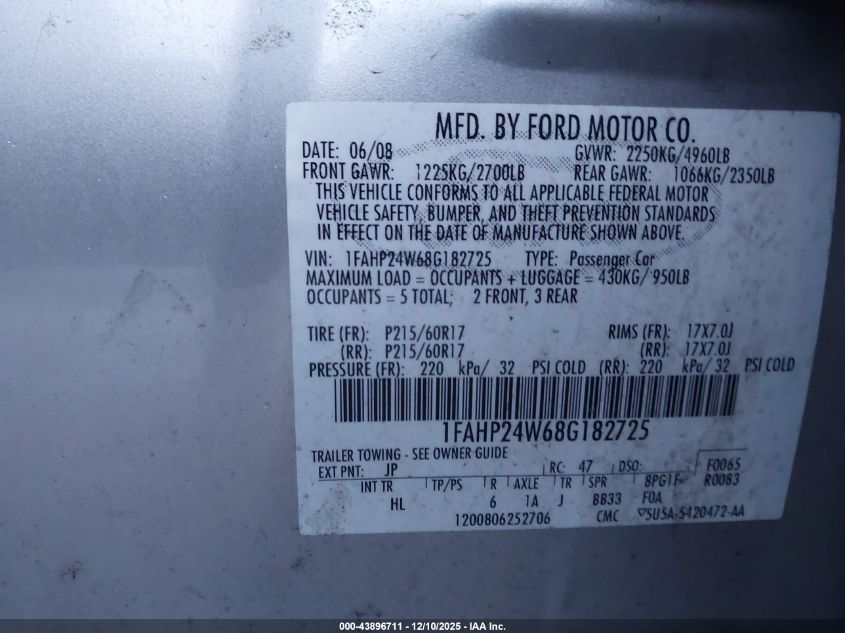 MFD. BY FORD MOTOR CO.
DATE: 06/08 GVWR: 2250KG/4960LB
FRONT GAWR: 1225KG/2700LB REAR GAWR: 1066KG/2350LB
THIS VEHICLE CONFORMS TO ALL APPLICABLE FEDERAL MOTOR
VEHICLE SAFETY, BUMPER, AND THEFT PREVENTION STANDARDS
IN EFFECT ON THE DATE OF MANUFACTURE SHOWN ABOVE.
VIN: 1FAHP24W68G182725 TYPE: Passenger Car
MAXIMUM LOAD = OCCUPANTS + LUGGAGE = 430KG/ 950LB
OCCUPANTS = 5 TOTAL; 2 FRONT, 3 REAR
TIRE (FR): P215/60R17 RIMS (FR): 17X7.0J
(RR): P215/60R17 (RR): 17X7.0J
PRESSURE (FR): 220 kPa/ 32 PSI COLD (RR): 220 kPa/ 32 PSI COLD
1FAHP24W68G182725
TRAILER TOWING - SEE OWNER GUIDE
EXT PNT: JP RC: 47 DSO: F0065
INT TR TP/PS R AXLE TR SPR 8PG1F R0083
HL 6 1A J BB33 FOA
1200806252706 CMC 5U5A-5420472-AA
000-43896711 - 12/10/2025 - IAA Inc.